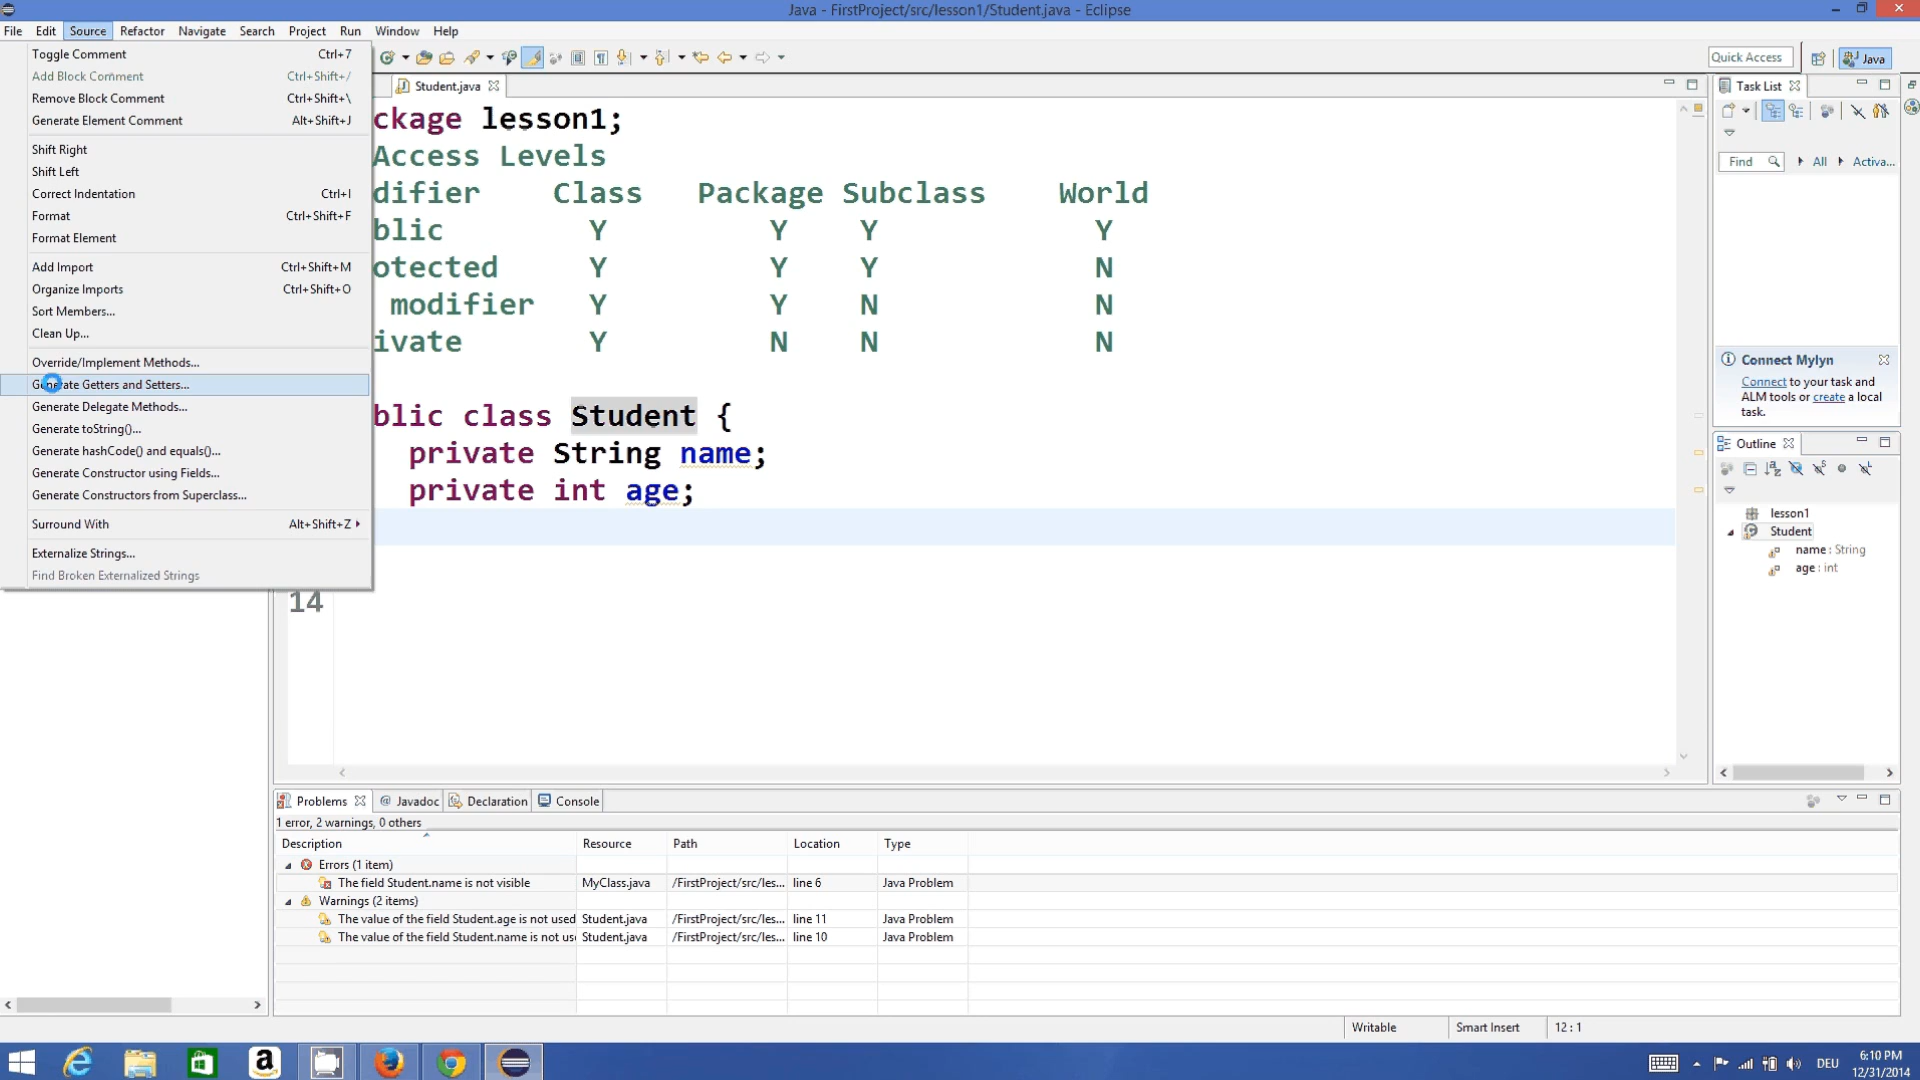 Java - FirstProject/src/lesson1/Student.java - Eclipse
File Edit Source Refactor Navigate Search Project Run Window Help
Toggle Comment Ctrl+7
Add Block Comment Ctrl+Shift+/
Remove Block Comment Ctrl+Shift+\
Generate Element Comment Alt+Shift+J
Shift Right
Shift Left
Correct Indentation Ctrl+I
Format Ctrl+Shift+F
Format Element
Add Import Ctrl+Shift+M
Organize Imports Ctrl+Shift+O
Sort Members...
Clean Up...
Override/Implement Methods...
Generate Getters and Setters...
Generate Delegate Methods...
Generate toString()...
Generate hashCode() and equals()...
Generate Constructor using Fields...
Generate Constructors from Superclass...
Surround With Alt+Shift+Z
Externalize Strings...
Find Broken Externalized Strings
Quick Access Java
Student.java
ckage lesson1;
Access Levels
difier Class Package Subclass World
blic Y Y Y Y
otected Y Y Y N
modifier Y Y N N
ivate Y N N N
blic class Student {
private String name;
private int age;
14
Task List
Find All Activa...
Connect Mylyn
Connect to your task and
ALM tools or create a local
task.
Outline
lesson1
Student
name : String
age : int
Problems @ Javadoc Declaration Console
1 error, 2 warnings, 0 others
Description Resource Path Location Type
Errors (1 item)
The field Student.name is not visible MyClass.java /FirstProject/src/les... line 6 Java Problem
Warnings (2 items)
The value of the field Student.age is not used Student.java /FirstProject/src/les... line 11 Java Problem
The value of the field Student.name is not us Student.java /FirstProject/src/les... line 10 Java Problem
Writable Smart Insert 12 : 1
DEU 6:10 PM
12/31/2014